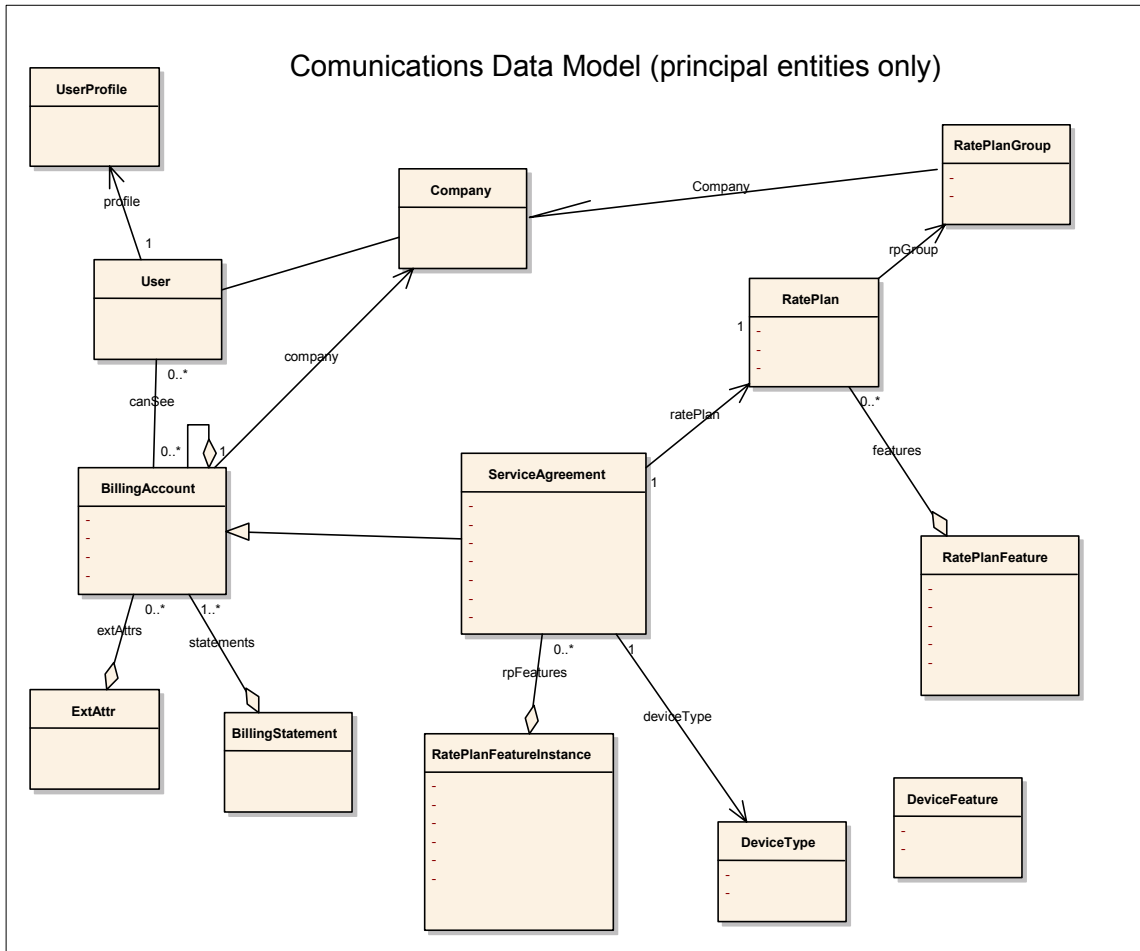 Comunications Data Model (principal entities only)
UserProfile
profile
1
User
Company
Company
RatePlanGroup
-
-
rpGroup
RatePlan
1
-
-
-
company
0..*
canSee
0..*
1
BillingAccount
-
-
-
-
ratePlan
1
ServiceAgreement
-
-
-
-
-
-
-
0..*
features
RatePlanFeature
-
-
-
-
-
0..*
extAttrs
1..*
statements
ExtAttr
BillingStatement
0..*
rpFeatures
1
deviceType
RatePlanFeatureInstance
-
-
-
-
-
-
DeviceType
-
-
DeviceFeature
-
-